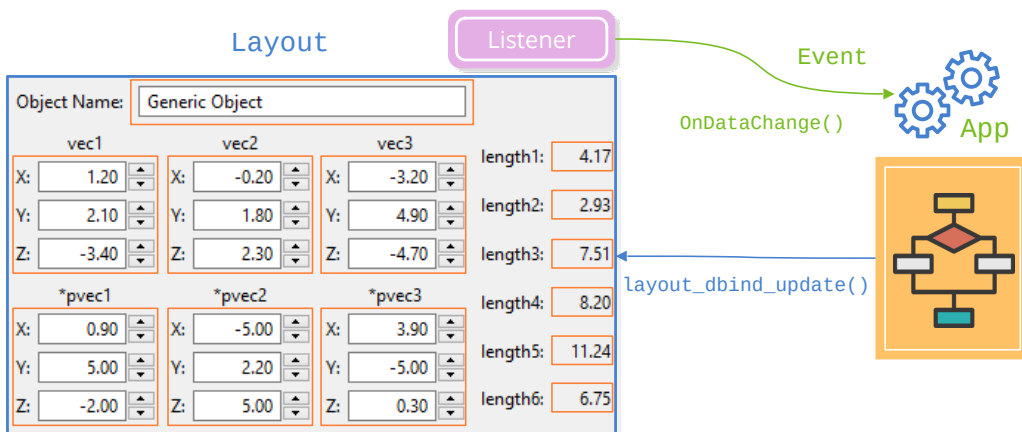 Layout
Listener
Event
OnDataChange()
App
Object Name: Generic Object
vec1 vec2 vec3
X: 1.20 X: -0.20 X: -3.20
Y: 2.10 Y: 1.80 Y: 4.90
Z: -3.40 Z: 2.30 Z: -4.70
*pvec1 *pvec2 *pvec3
X: 0.90 X: -5.00 X: 3.90
Y: 5.00 Y: 2.20 Y: -5.00
Z: -2.00 Z: 5.00 Z: 0.30
length1: 4.17
length2: 2.93
length3: 7.51
length4: 8.20
length5: 11.24
length6: 6.75
layout_dbind_update()